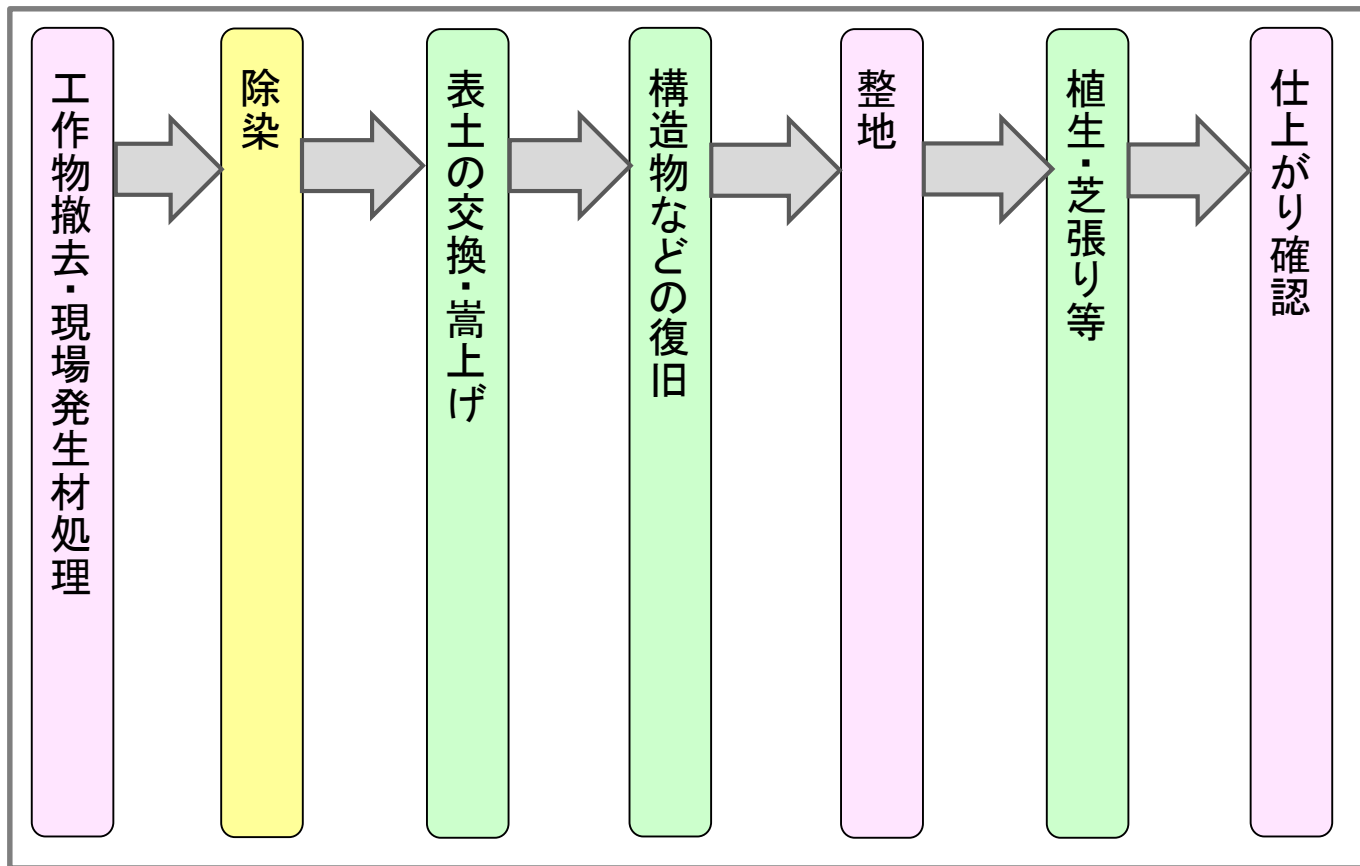 工作物撤去・現場発生材処理
除染
表土の交換・嵩上げ
構造物などの復旧
整地
植生・芝張り等
仕上がり確認